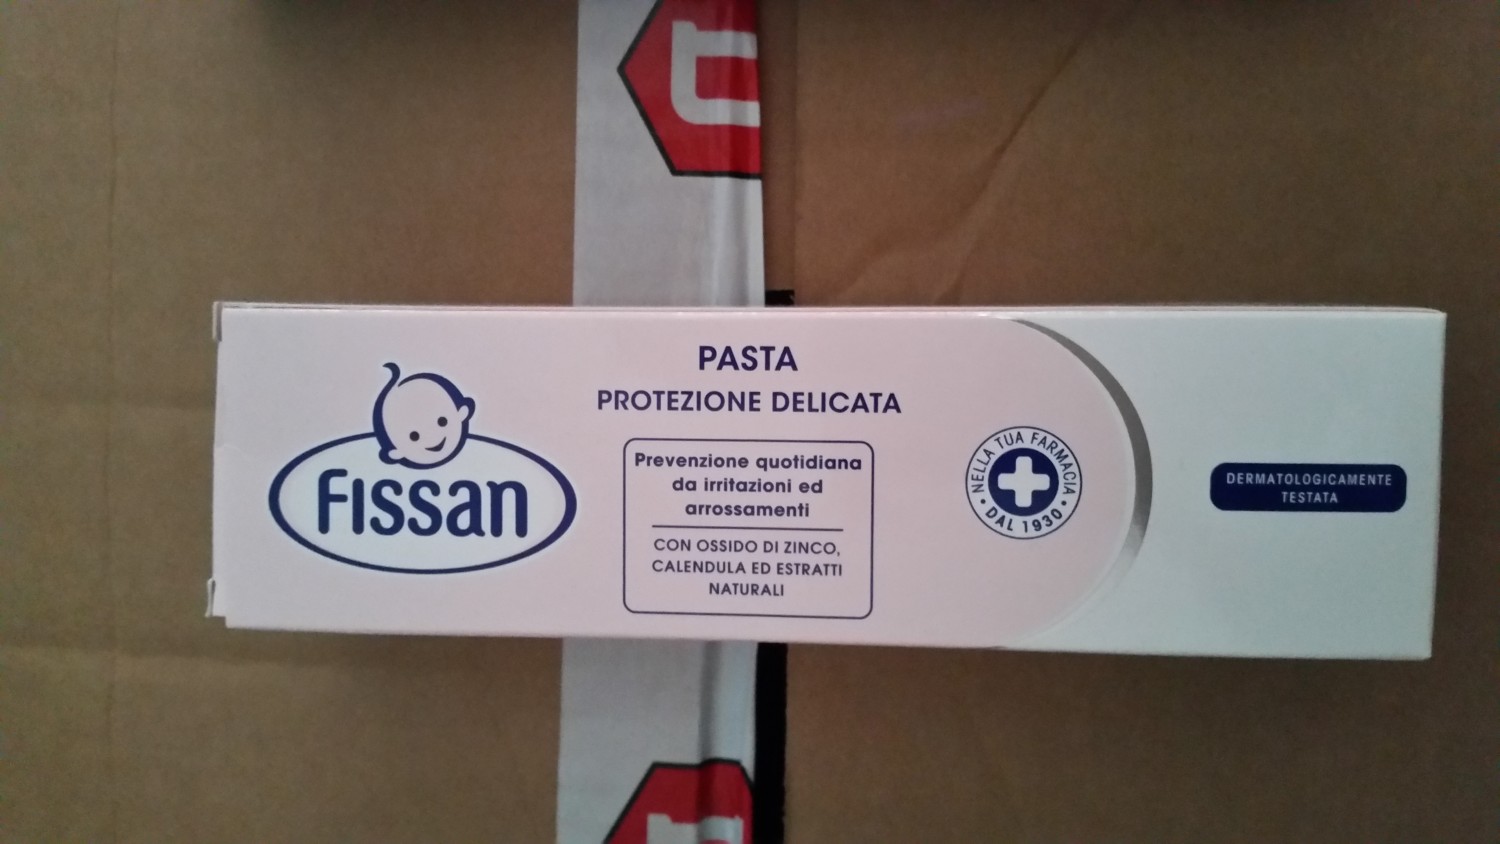 Fissan
PASTA
PROTEZIONE DELICATA
Prevenzione quotidiana
da irritazioni ed
arrossamenti
CON OSSIDO DI ZINCO,
CALENDULA ED ESTRATTI
NATURALI
NELLA TUA FARMACIA
DAL 1930
DERMATOLOGICAMENTE
TESTATA